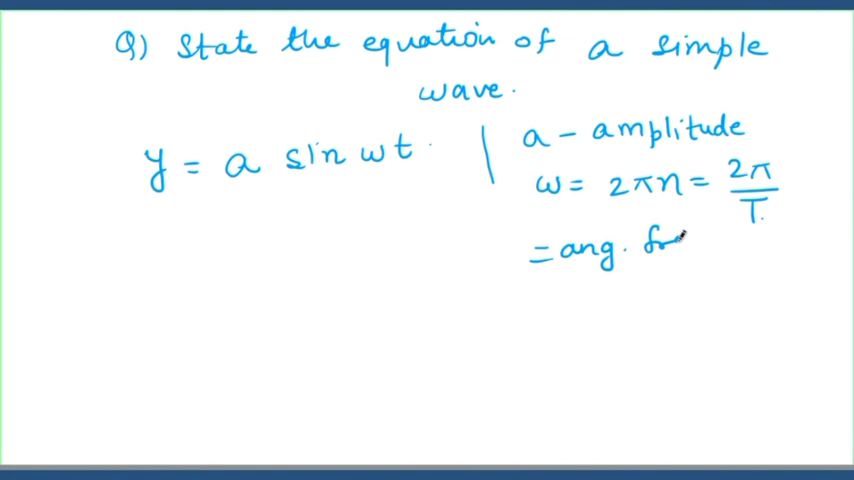 Q) State the equation of a simple
wave.
y = a sin ωt.
a - amplitude
ω = 2πn = 2π/T.
= ang.